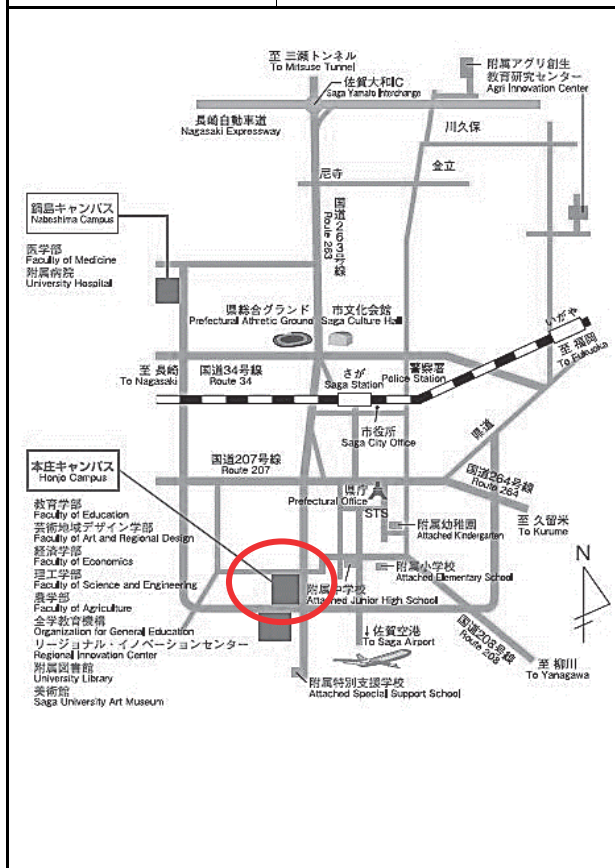 至 三瀬トンネル
To Mitsuse Tunnel
附属アグリ創生
教育研究センター
Agri Innovation Center
佐賀大和IC
Saga Yamato Interchange
長崎自動車道
Nagasaki Expressway
川久保
金立
尼寺
国道263号線
Route 263
鍋島キャンパス
Nabeshima Campus
医学部
Faculty of Medicine
附属病院
University Hospital
県総合グランド
Prefectural Athretic Ground
市文化会館
Saga Culture Hall
いがや
至 福岡
To Fukuoka
至 長崎
To Nagasaki
国道34号線
Route 34
さが
Saga Station
警察署
Police Station
市役所
Saga City Office
県道
本庄キャンパス
Honjo Campus
国道207号線
Route 207
国道264号線
Route 264
県庁
Prefectural Office
STS
至 久留米
To Kurume
附属幼稚園
Attached Kindergarten
附属小学校
Attached Elementary School
附属中学校
Attached Junior High School
教育学部
Faculty of Education
芸術地域デザイン学部
Faculty of Art and Regional Design
経済学部
Faculty of Economics
理工学部
Faculty of Science and Engineering
農学部
Faculty of Agriculture
全学教育機構
Organization for General Education
リージョナル・イノベーションセンター
Regional Innovation Center
附属図書館
University Library
美術館
Saga University Art Museum
N
↓佐賀空港
To Saga Airport
国道208号線
Route 208
至 柳川
To Yanagawa
附属特別支援学校
Attached Special Support School